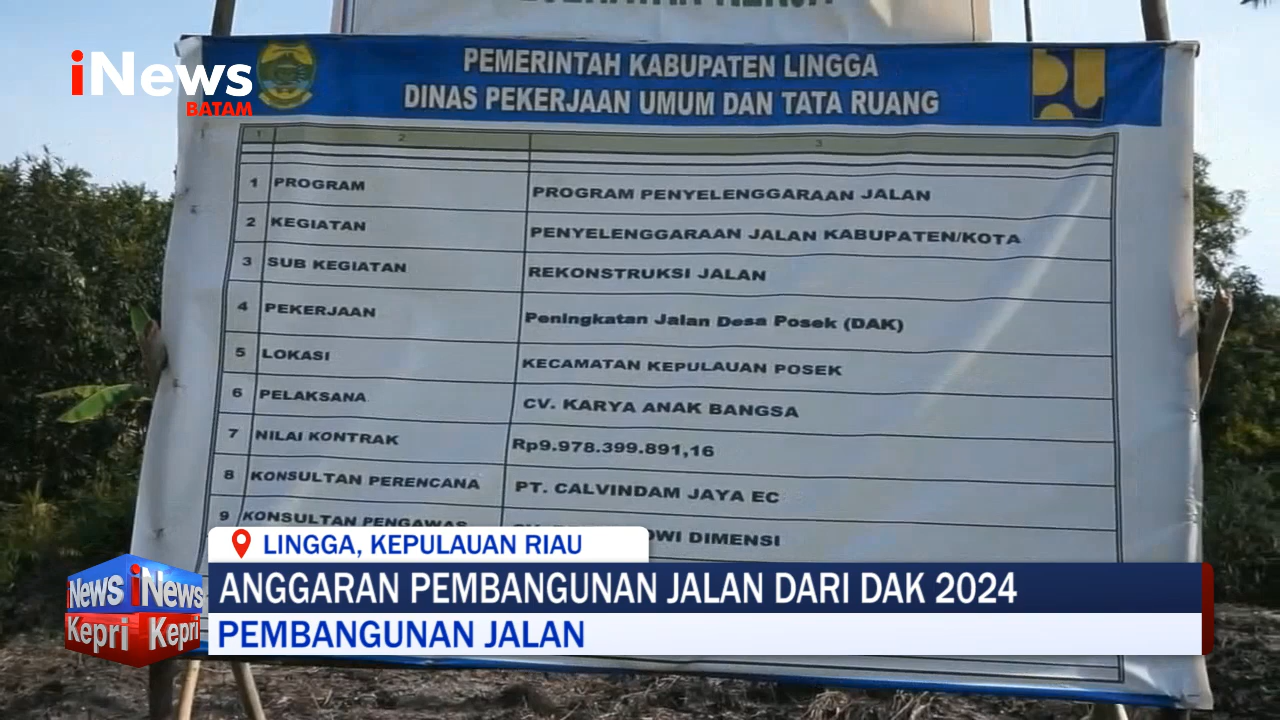 iNews
BATAM
PEMERINTAH KABUPATEN LINGGA
DINAS PEKERJAAN UMUM DAN TATA RUANG
1 2 3
1 PROGRAM PROGRAM PENYELENGGARAAN JALAN
2 KEGIATAN PENYELENGGARAAN JALAN KABUPATEN/KOTA
3 SUB KEGIATAN REKONSTRUKSI JALAN
4 PEKERJAAN Peningkatan Jalan Desa Posek (DAK)
5 LOKASI KECAMATAN KEPULAUAN POSEK
6 PELAKSANA CV. KARYA ANAK BANGSA
7 NILAI KONTRAK Rp9.978.399.891,16
8 KONSULTAN PERENCANA PT. CALVINDAM JAYA EC
9 KONSULTAN PENGAWAS DIMENSI
LINGGA, KEPULAUAN RIAU
ANGGARAN PEMBANGUNAN JALAN DARI DAK 2024
PEMBANGUNAN JALAN
News iNews
Kepri Kepri